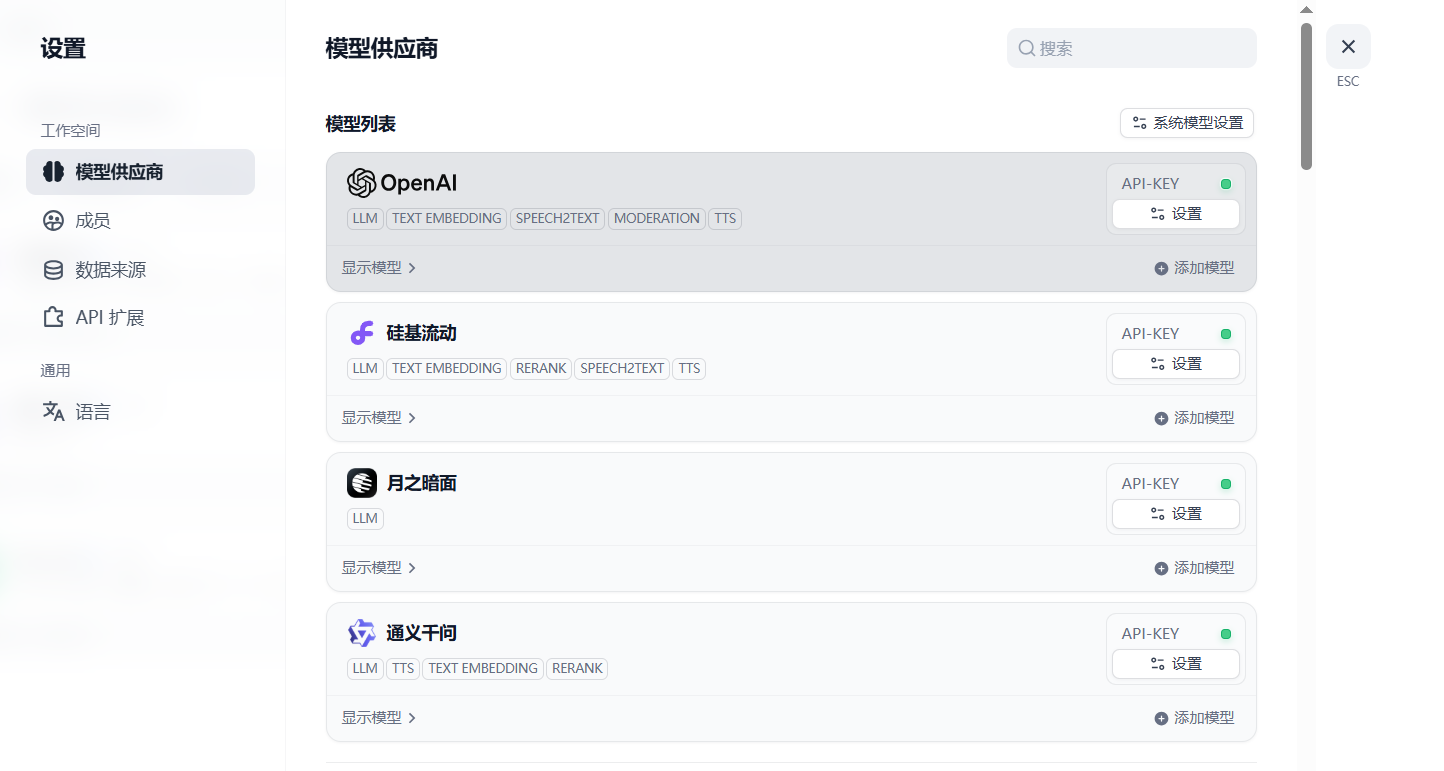 设置
工作空间
模型供应商
成员
数据来源
API 扩展
通用
语言
模型供应商
搜索
ESC
模型列表
系统模型设置
OpenAI
LLM TEXT EMBEDDING SPEECH2TEXT MODERATION TTS
API-KEY
设置
显示模型
添加模型
硅基流动
LLM TEXT EMBEDDING RERANK SPEECH2TEXT TTS
API-KEY
设置
显示模型
添加模型
月之暗面
LLM
API-KEY
设置
显示模型
添加模型
通义千问
LLM TTS TEXT EMBEDDING RERANK
API-KEY
设置
显示模型
添加模型